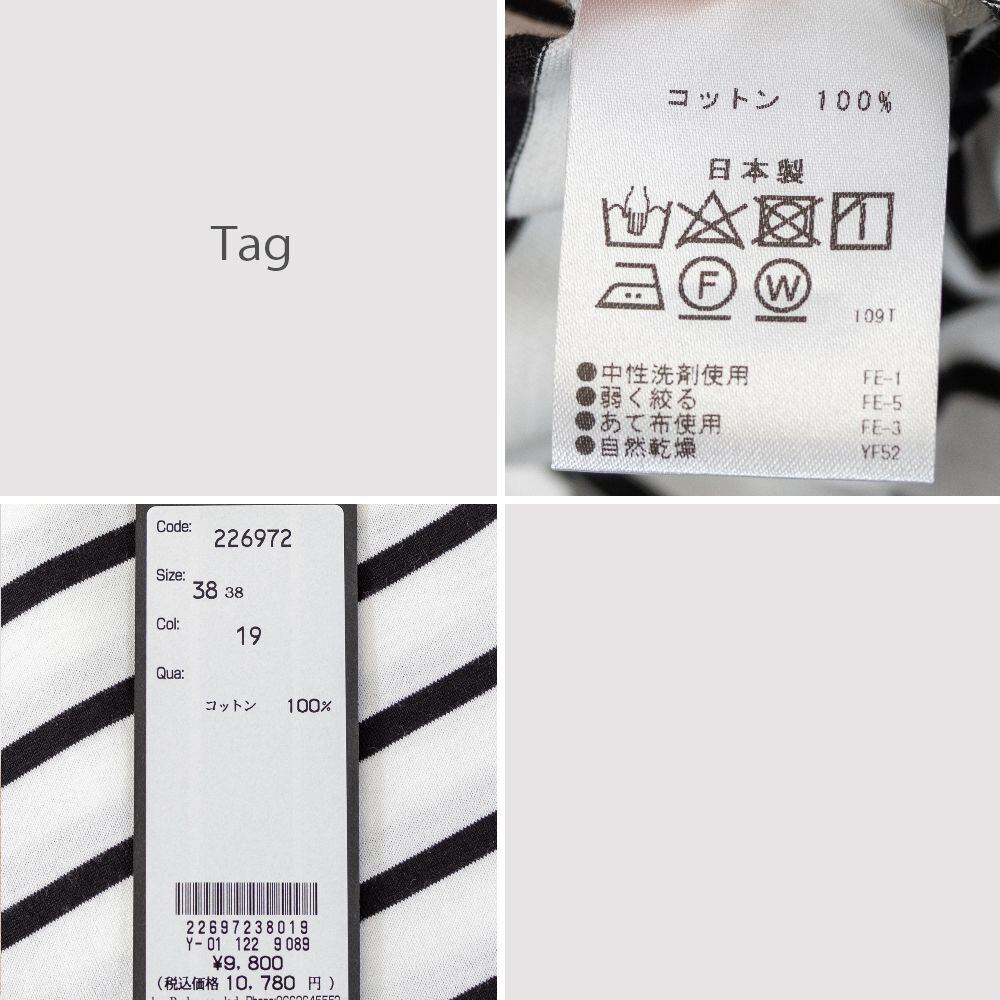 Tag
コットン 100%
日本製
F
W
109T
●中性洗剤使用 FE-1
●弱く絞る FE-5
●あて布使用 FE-3
●自然乾燥 YF52
Code: 226972
Size: 38 38
Col: 19
Qua:
コットン 100%
22697238019
Y-01 122 9089
¥9,800
(税込価格 10,780 円)